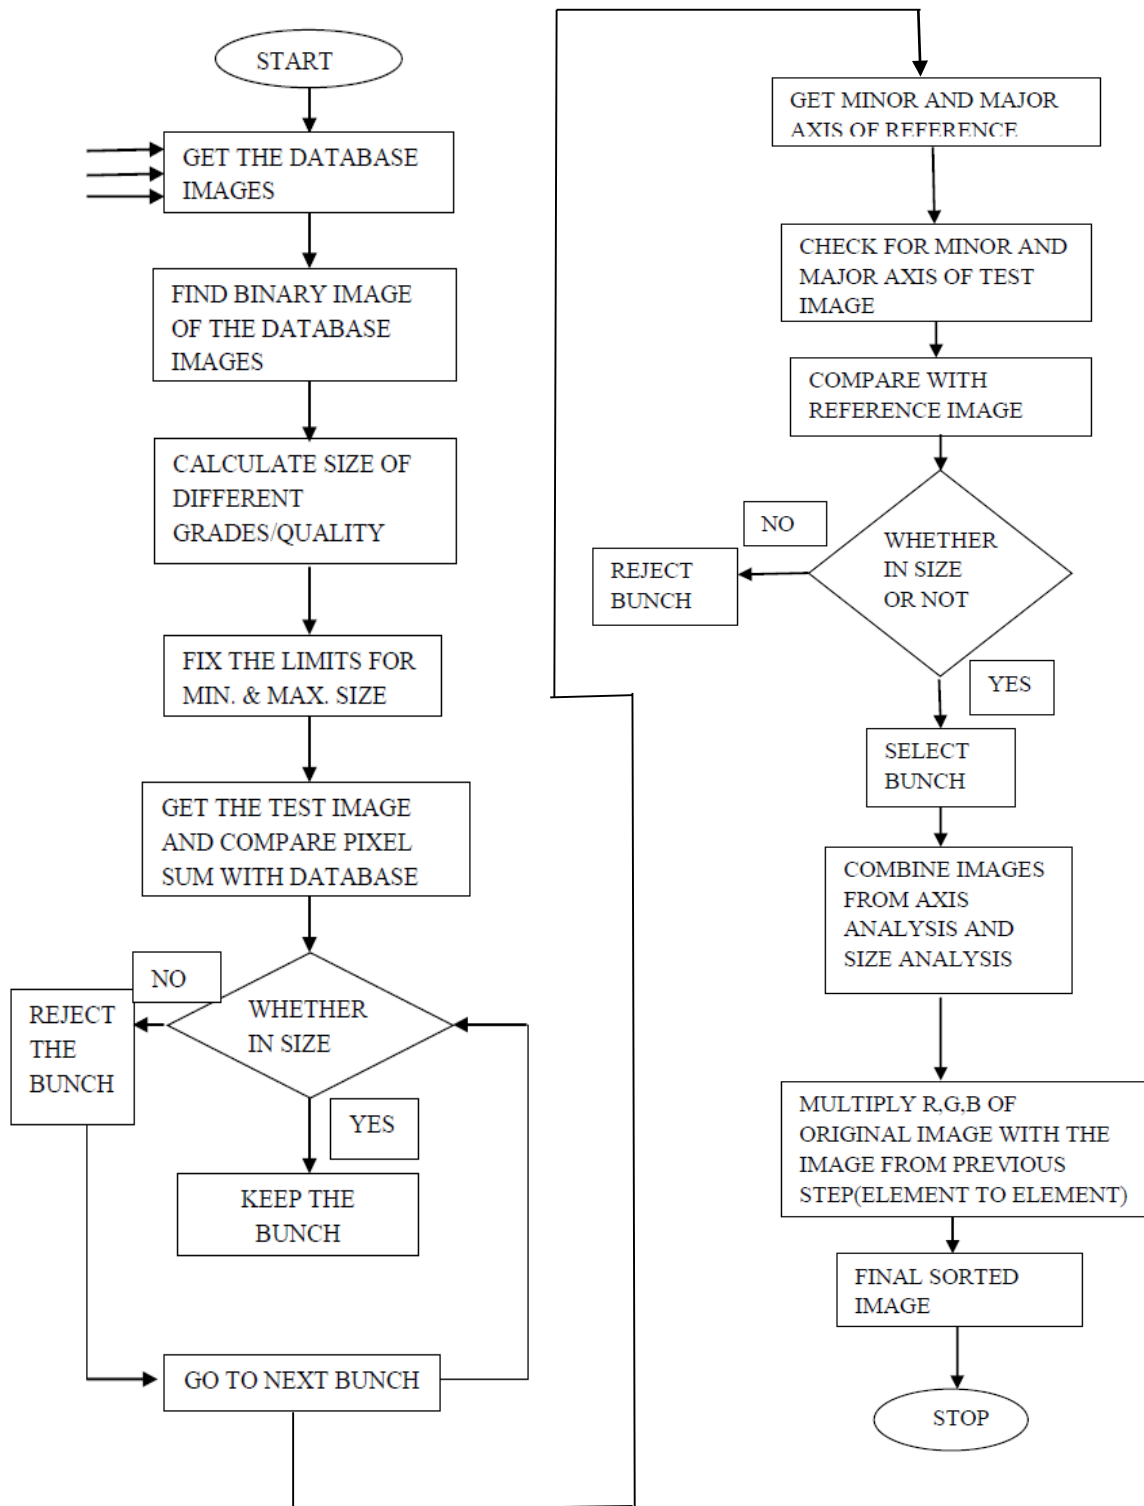 START
GET THE DATABASE
IMAGES
FIND BINARY IMAGE
OF THE DATABASE
IMAGES
CALCULATE SIZE OF
DIFFERENT
GRADES/QUALITY
FIX THE LIMITS FOR
MIN. & MAX. SIZE
GET THE TEST IMAGE
AND COMPARE PIXEL
SUM WITH DATABASE
NO
WHETHER
IN SIZE
REJECT
THE
BUNCH
YES
KEEP THE
BUNCH
GO TO NEXT BUNCH
GET MINOR AND MAJOR
AXIS OF REFERENCE
CHECK FOR MINOR AND
MAJOR AXIS OF TEST
IMAGE
COMPARE WITH
REFERENCE IMAGE
NO
WHETHER
IN SIZE
OR NOT
REJECT
BUNCH
YES
SELECT
BUNCH
COMBINE IMAGES
FROM AXIS
ANALYSIS AND
SIZE ANALYSIS
MULTIPLY R,G,B OF
ORIGINAL IMAGE WITH THE
IMAGE FROM PREVIOUS
STEP(ELEMENT TO ELEMENT)
FINAL SORTED
IMAGE
STOP